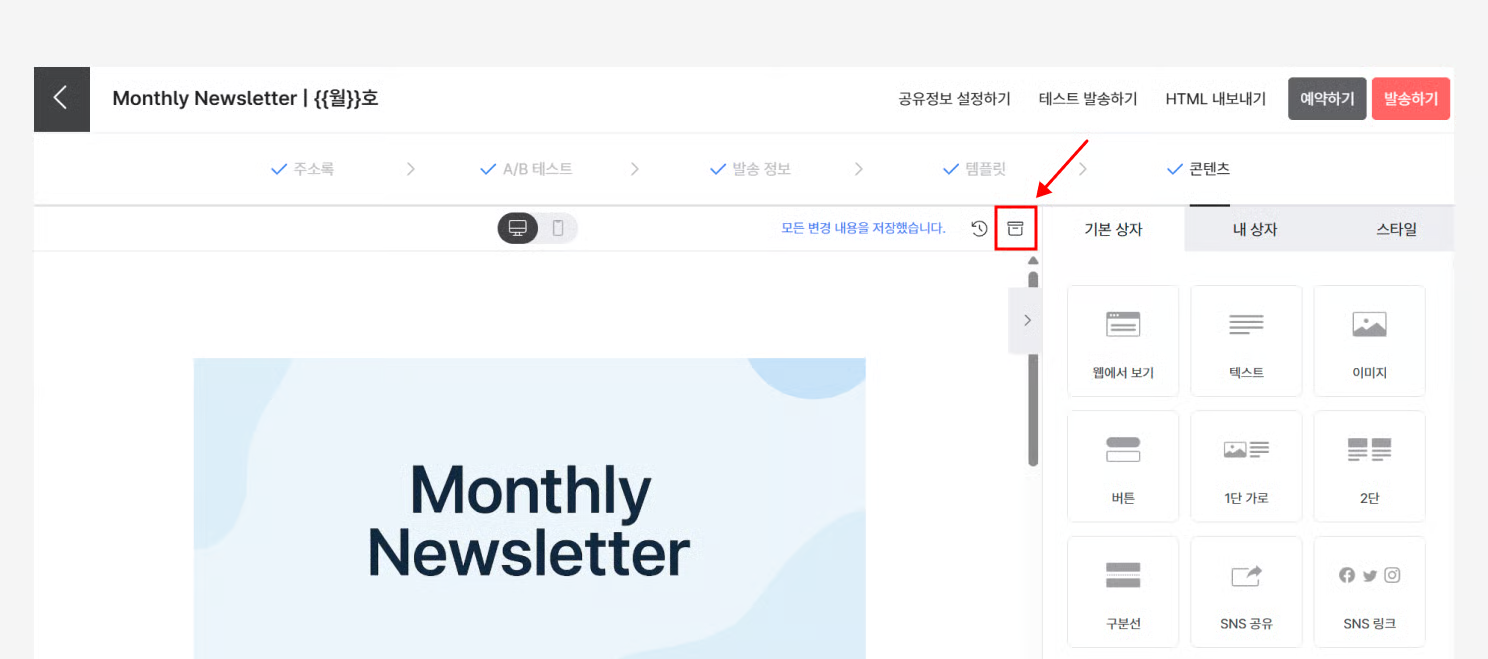 Monthly Newsletter | {{월}}호
공유정보 설정하기
테스트 발송하기
HTML 내보내기
예약하기
발송하기
주소록
A/B 테스트
발송 정보
템플릿
콘텐츠
모든 변경 내용을 저장했습니다.
기본 상자
내 상자
스타일
웹에서 보기
텍스트
이미지
버튼
1단 가로
2단
구분선
SNS 공유
SNS 링크
Monthly
Newsletter